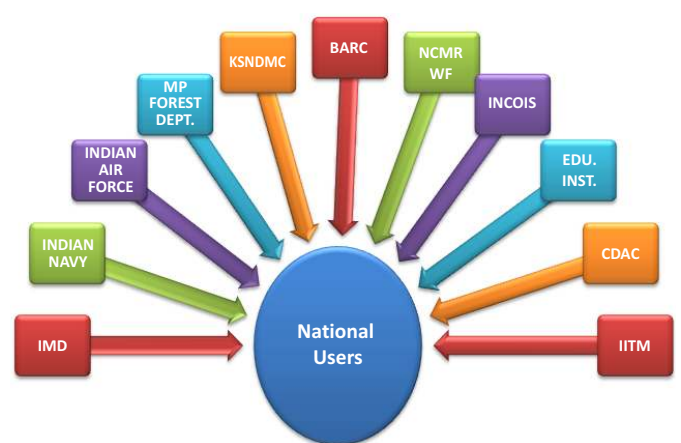 IMD
INDIAN
NAVY
INDIAN
AIR
FORCE
MP
FOREST
DEPT.
KSNDMC
BARC
NCMR
WF
INCOIS
EDU.
INST.
CDAC
IITM
National
Users